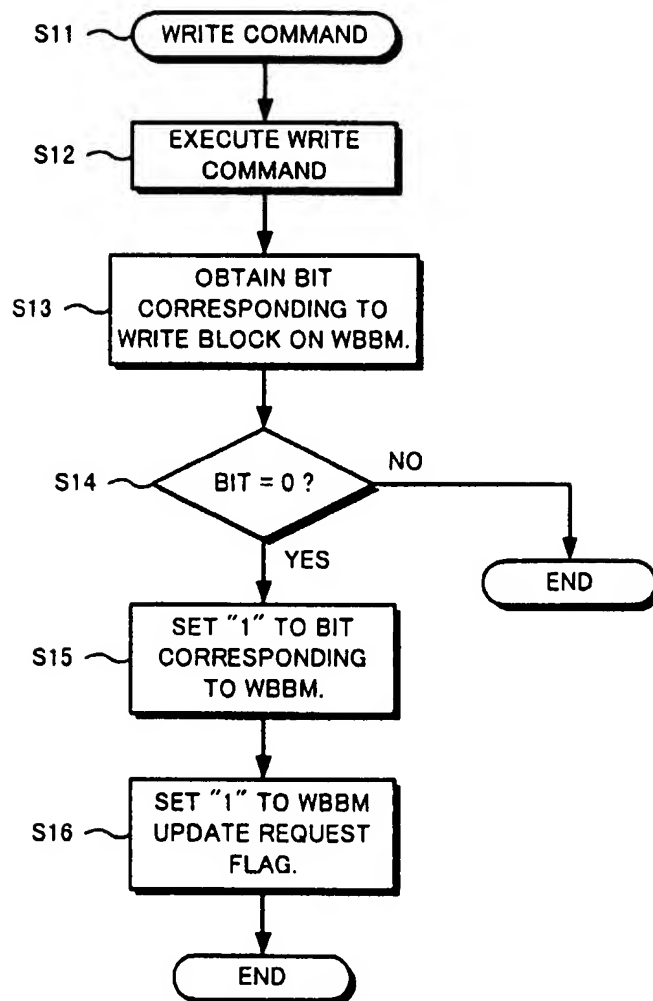 S11
WRITE COMMAND
S12
EXECUTE WRITE
COMMAND
S13
OBTAIN BIT
CORRESPONDING TO
WRITE BLOCK ON WBBM.
S14
BIT = 0 ?
NO
YES
END
S15
SET "1" TO BIT
CORRESPONDING
TO WBBM.
S16
SET "1" TO WBBM
UPDATE REQUEST
FLAG.
END